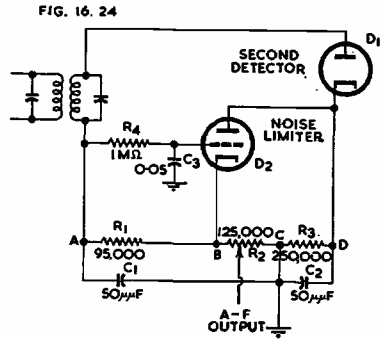 FIG. 16. 24
D1
SECOND
DETECTOR
NOISE
LIMITER
R4
1MΩ
C3
0·05
D2
A
R1
95,000
B
125,000
R2
C
R3
250,000
D
C1
50μμF
C2
50μμF
A-F
OUTPUT